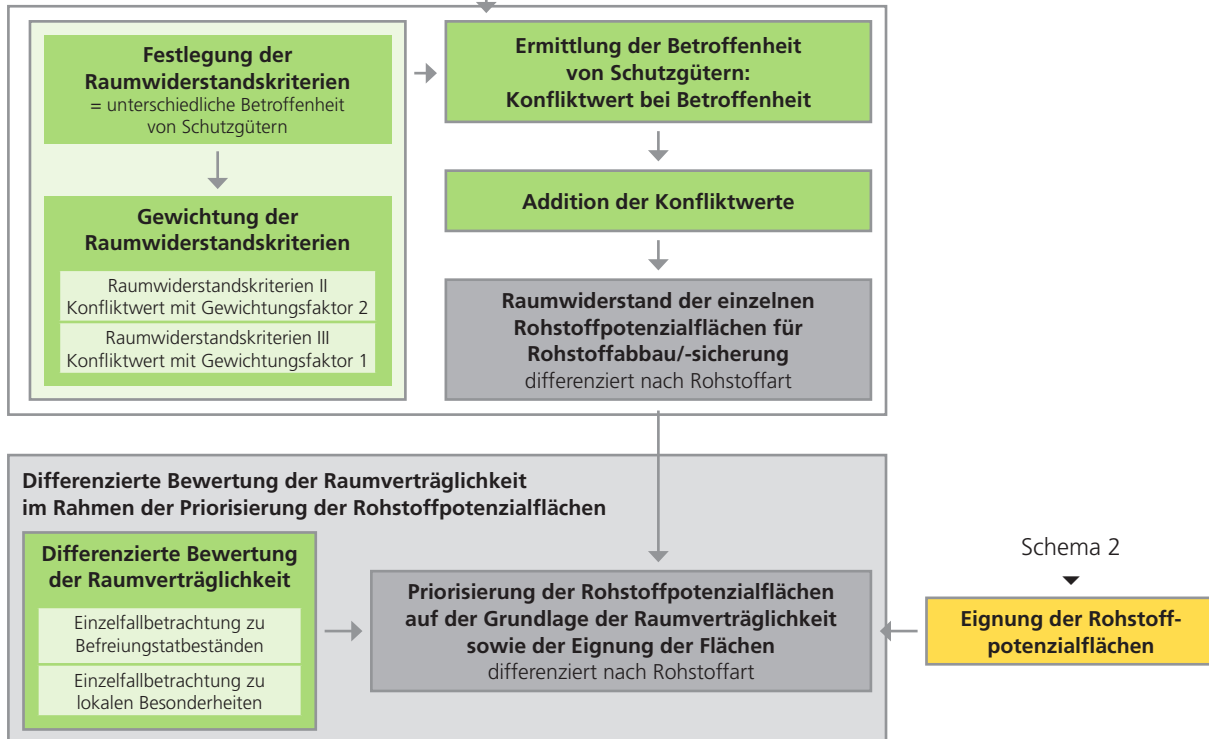 Festlegung der
Raumwiderstandskriterien
= unterschiedliche Betroffenheit
von Schutzgütern
Gewichtung der
Raumwiderstandskriterien
Raumwiderstandskriterien II
Konfliktwert mit Gewichtungsfaktor 2
Raumwiderstandskriterien III
Konfliktwert mit Gewichtungsfaktor 1
Ermittlung der Betroffenheit
von Schutzgütern:
Konfliktwert bei Betroffenheit
Addition der Konfliktwerte
Raumwiderstand der einzelnen
Rohstoffpotenzialflächen für
Rohstoffabbau/-sicherung
differenziert nach Rohstoffart
Differenzierte Bewertung der Raumverträglichkeit
im Rahmen der Priorisierung der Rohstoffpotenzialflächen
Differenzierte Bewertung
der Raumverträglichkeit
Einzelfallbetrachtung zu
Befreiungstatbeständen
Einzelfallbetrachtung zu
lokalen Besonderheiten
Priorisierung der Rohstoffpotenzialflächen
auf der Grundlage der Raumverträglichkeit
sowie der Eignung der Flächen
differenziert nach Rohstoffart
Schema 2
Eignung der Rohstoff-
potenzialflächen